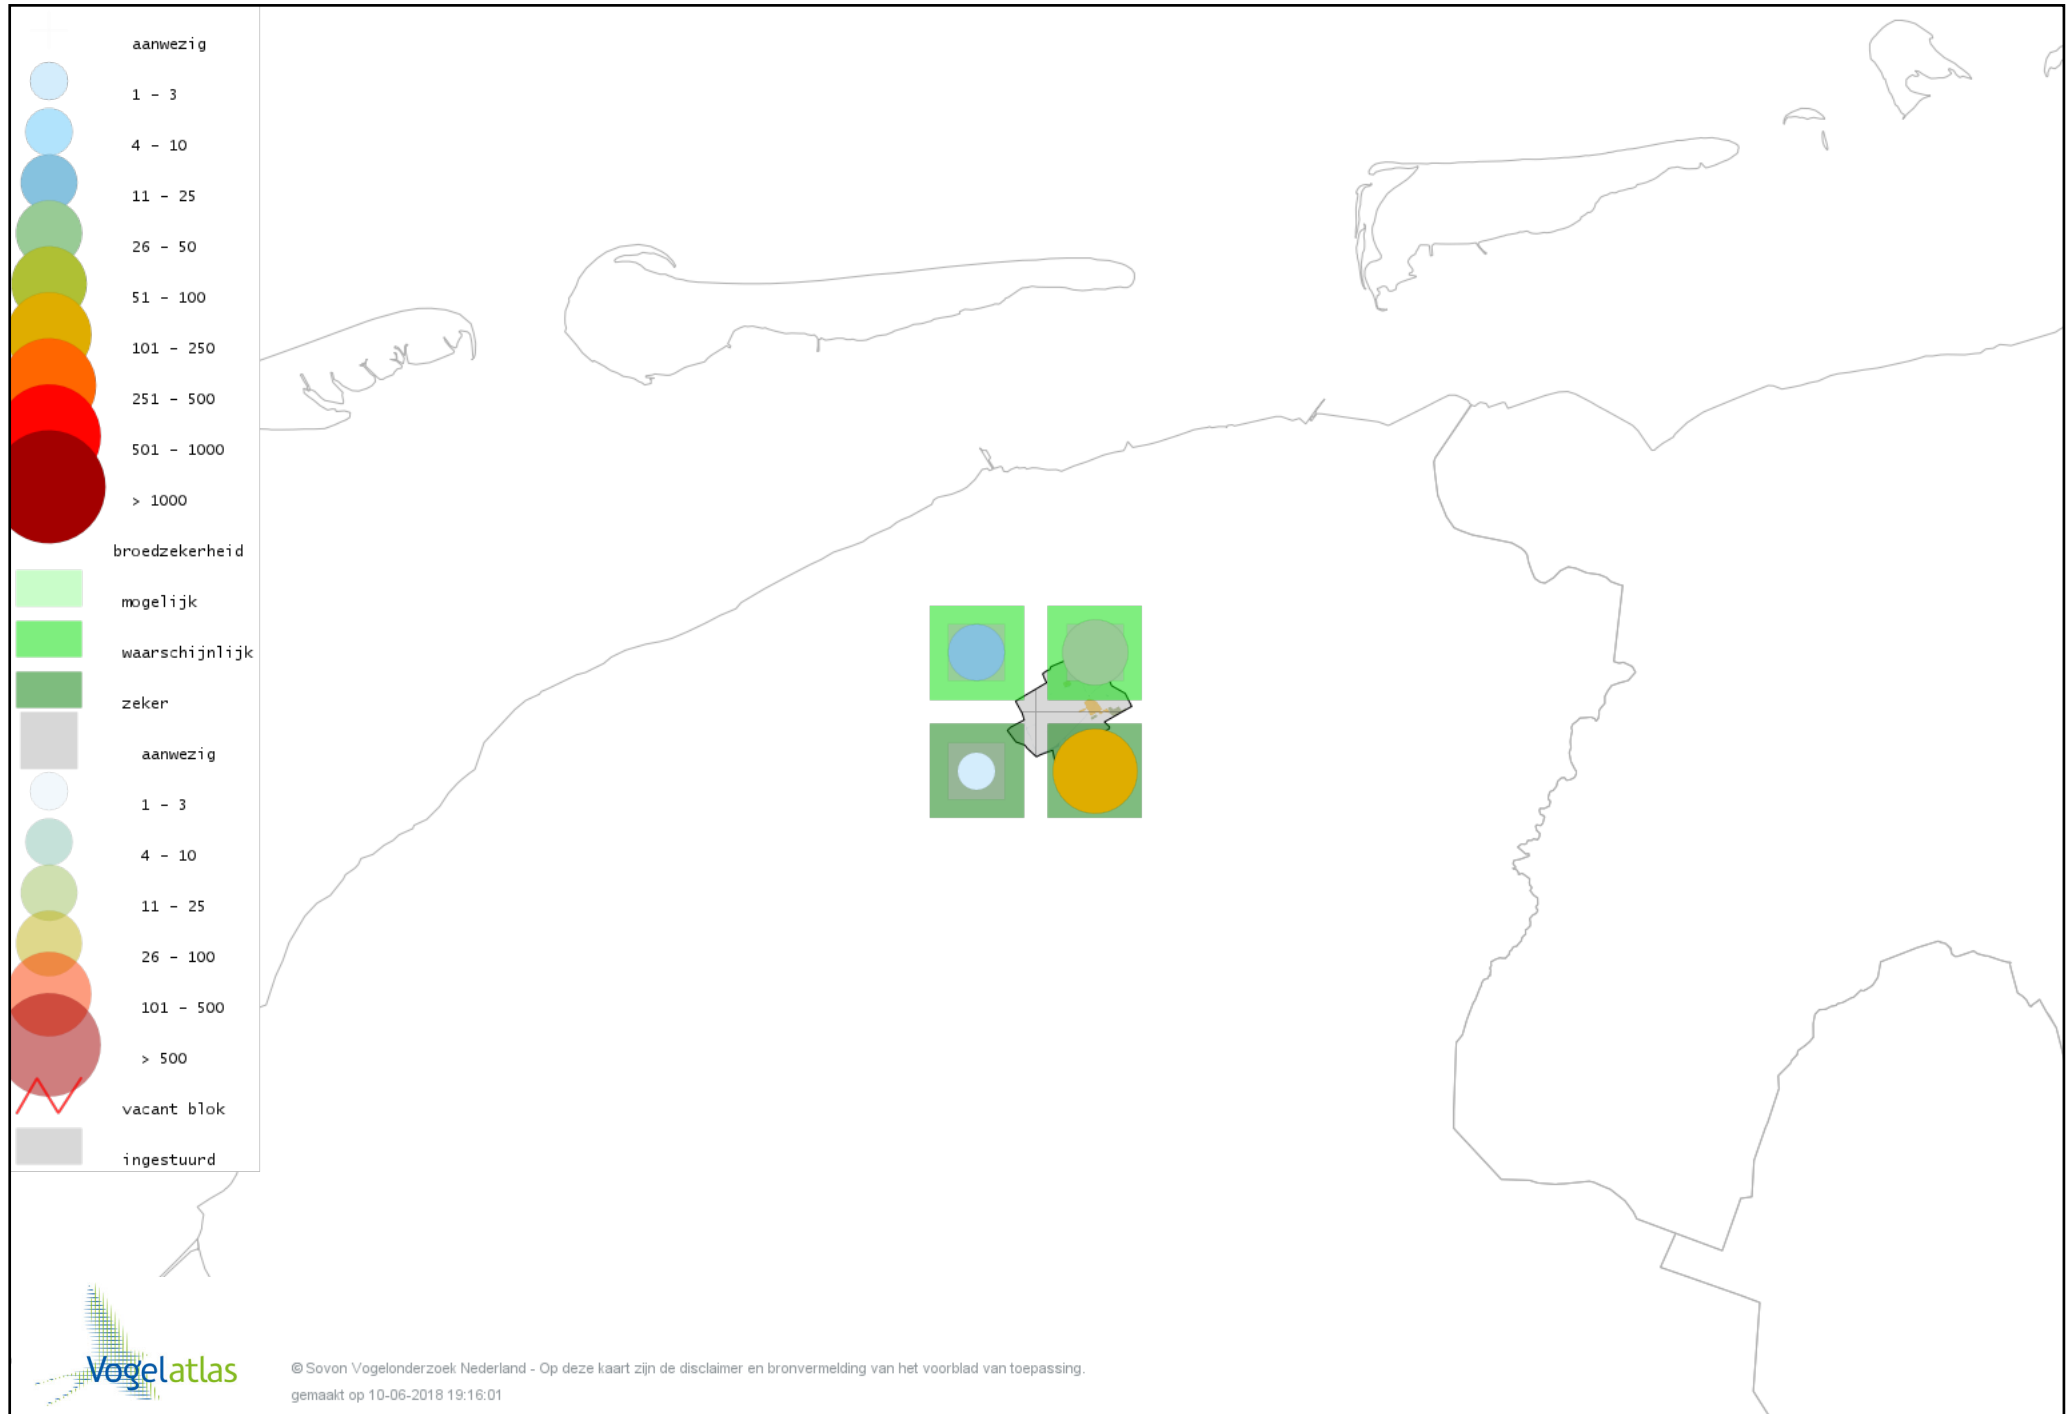 aanwezig
1 – 3
4 – 10
11 – 25
26 – 50
51 – 100
101 – 250
251 – 500
501 – 1000
> 1000
broedzekerheid
mogelijk
waarschijnlijk
zeker
aanwezig
1 – 3
4 – 10
11 – 25
26 – 100
101 – 500
> 500
vacant blok
ingestuurd
Vogelatlas
© Sovon Vogelonderzoek Nederland - Op deze kaart zijn de disclaimer en bronvermelding van het voorblad van toepassing.
gemaakt op 10-06-2018 19:16:01